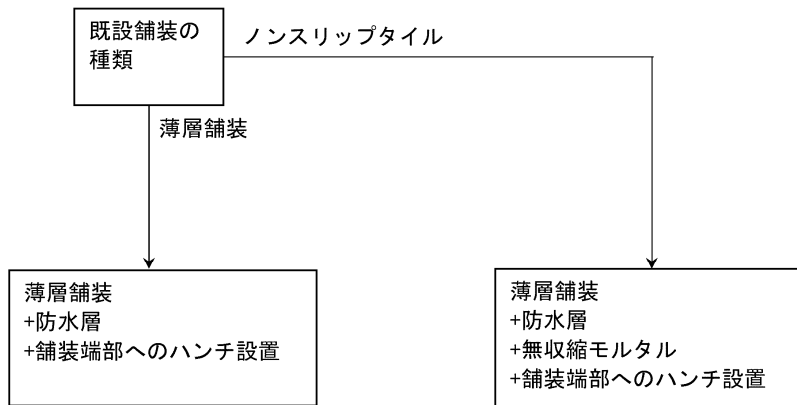 既設舗装の
種類
ノンスリップタイル
薄層舗装
薄層舗装
+防水層
+舗装端部へのハンチ設置
薄層舗装
+防水層
+無収縮モルタル
+舗装端部へのハンチ設置